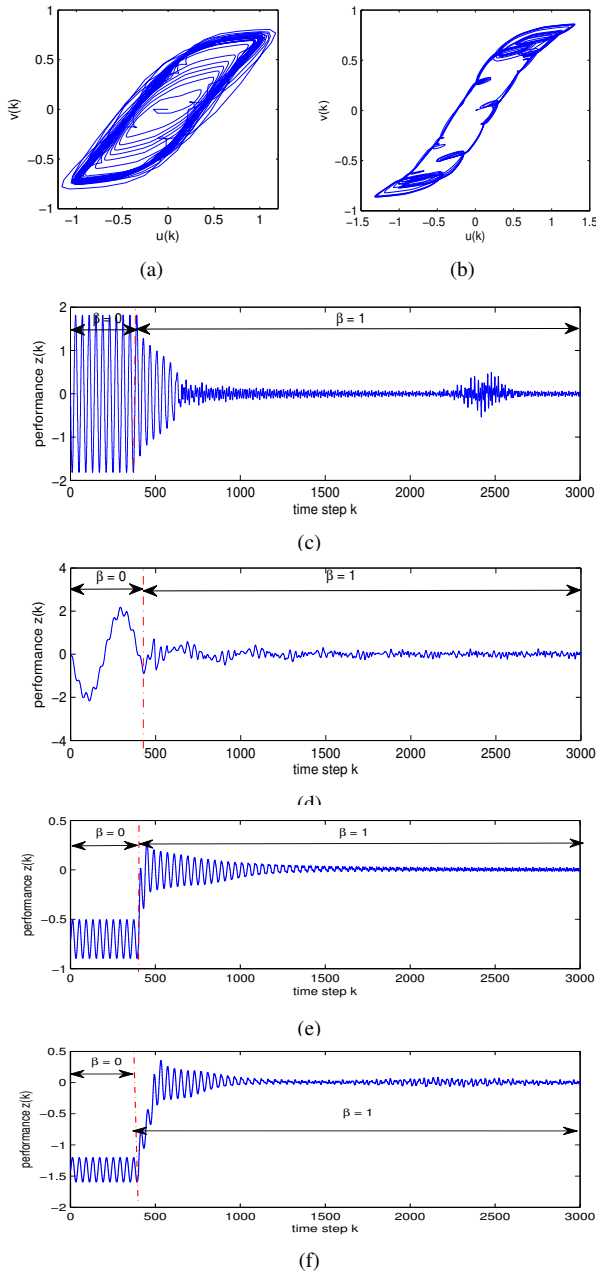 1
0.5
0
−0.5
−1
v(k)
−1 −0.5 0 0.5 1
u(k)
(a)
1
0.5
0
−0.5
−1
v(k)
−1.5 −1 −0.5 0 0.5 1 1.5
u(k)
(b)
2
1
0
−1
−2
performance z(k)
β = 0
β = 1
0 500 1000 1500 2000 2500 3000
time step k
(c)
4
2
0
−2
−4
performance z(k)
β = 0
β = 1
0 500 1000 1500 2000 2500 3000
time step k
(d)
0.5
0
−0.5
−1
performance z(k)
β = 0
β = 1
0 500 1000 1500 2000 2500 3000
time step k
(e)
0.5
0
−0.5
−1
−1.5
−2
performance z(k)
β = 0
β = 1
0 500 1000 1500 2000 2500 3000
time step k
(f)